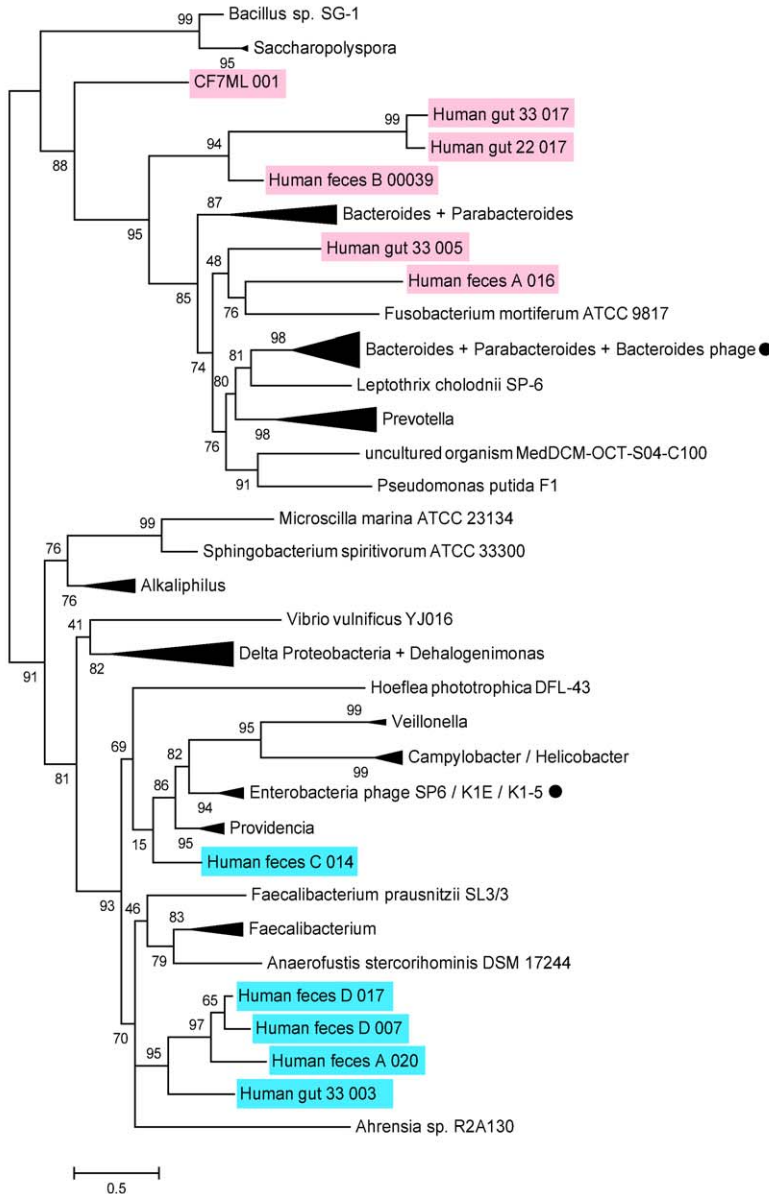 Bacillus sp. SG-1
99
Saccharopolyspora
95
CF7ML 001
Human gut 33 017
99
Human gut 22 017
94
88
Human feces B 00039
87
Bacteroides + Parabacteroides
95
Human gut 33 005
48
Human feces A 016
85
76
Fusobacterium mortiferum ATCC 9817
98
Bacteroides + Parabacteroides + Bacteroides phage
81
74
80
Leptothrix cholodnii SP-6
Prevotella
76
98
uncultured organism MedDCM-OCT-S04-C100
91
Pseudomonas putida F1
Microscilla marina ATCC 23134
99
76
Sphingobacterium spiritivorum ATCC 33300
Alkaliphilus
76
Vibrio vulnificus YJ016
41
Delta Proteobacteria + Dehalogenimonas
82
91
Hoeflea phototrophica DFL-43
99
Veillonella
95
69
82
Campylobacter / Helicobacter
99
81
86
Enterobacteria phage SP6 / K1E / K1-5
94
Providencia
95
15
Human feces C 014
Faecalibacterium prausnitzii SL3/3
93
46
83
Faecalibacterium
79
Anaerofustis stercorihominis DSM 17244
Human feces D 017
65
Human feces D 007
97
70
95
Human feces A 020
Human gut 33 003
Ahrensia sp. R2A130
0.5